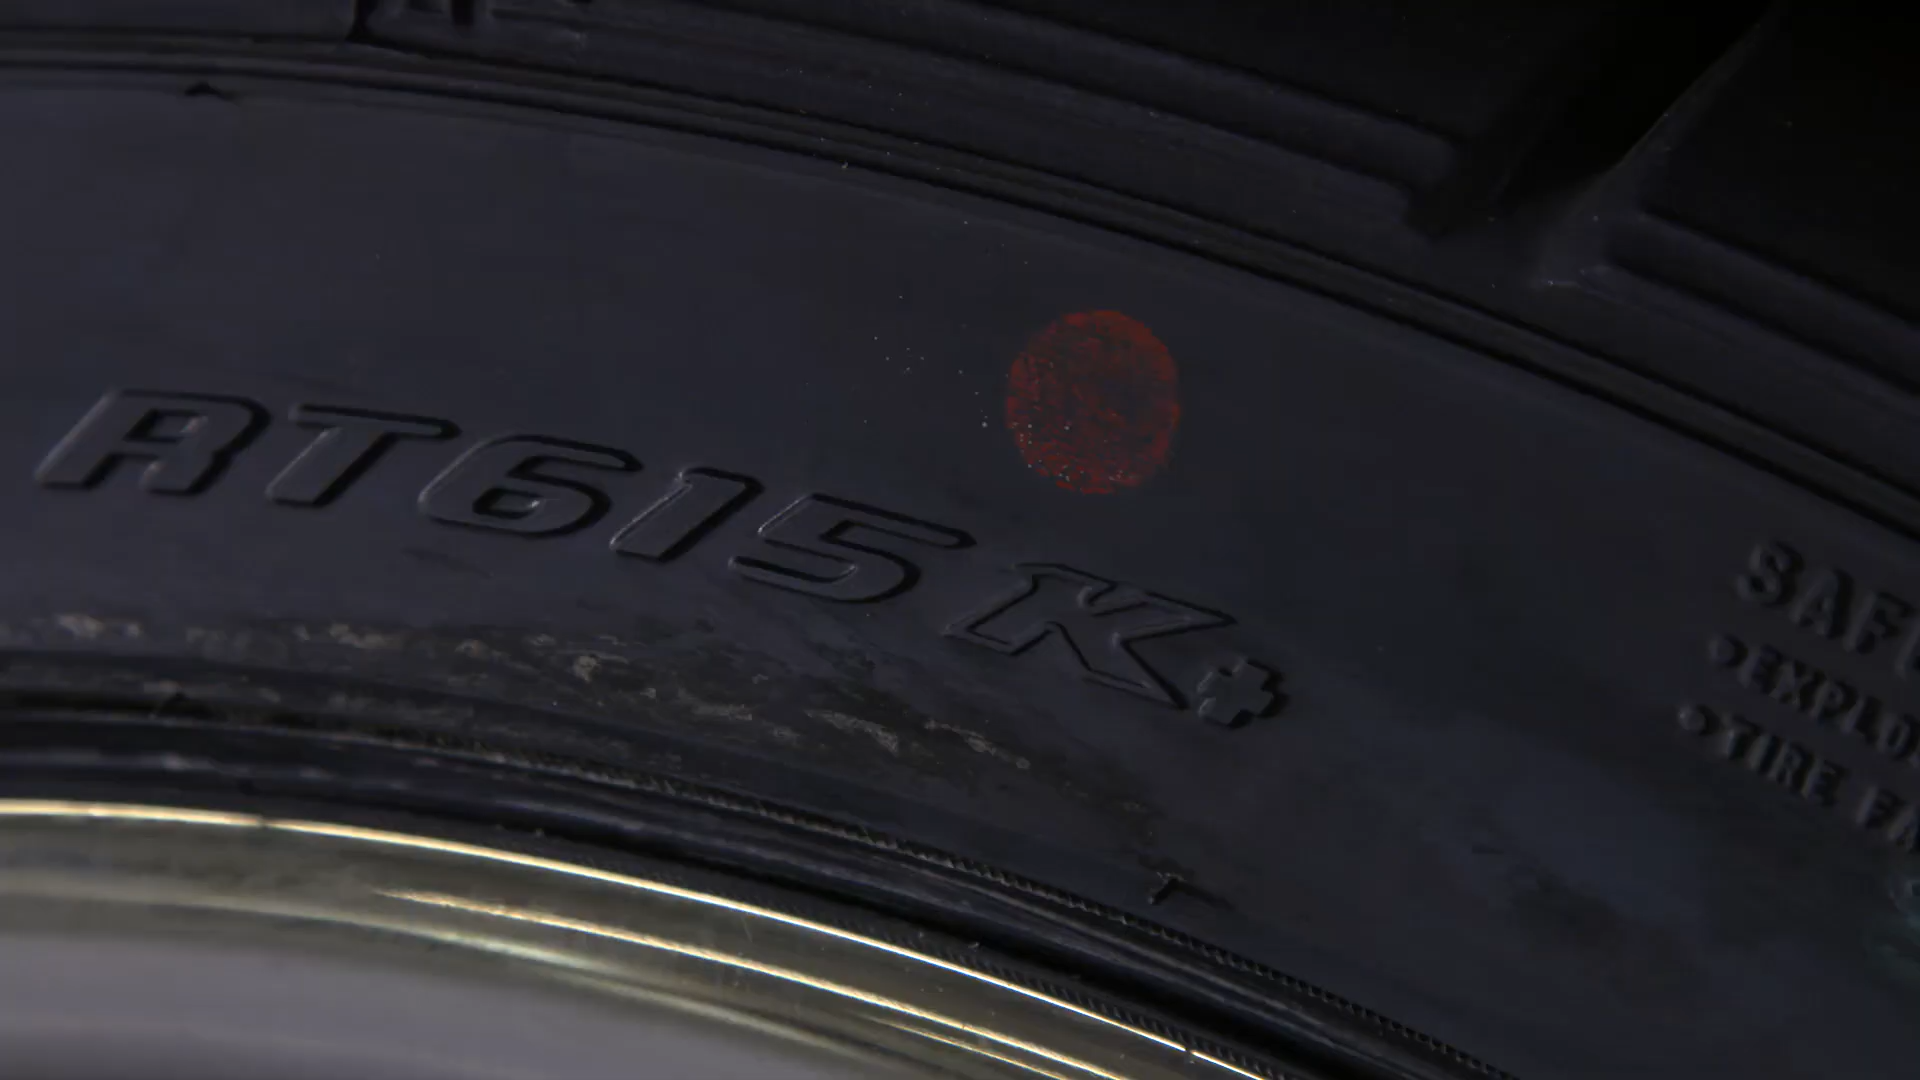 RT615K+
SAF
•EXPLO
•TIRE FA